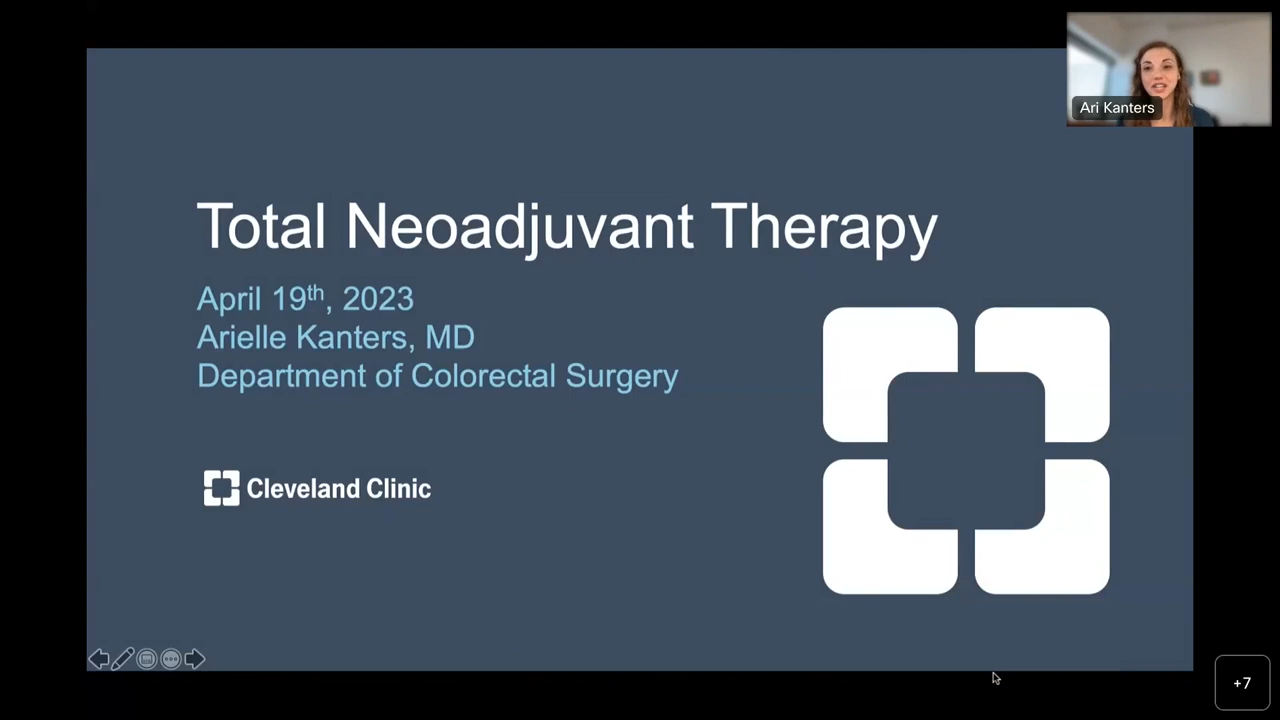 Ari Kanters
Total Neoadjuvant Therapy
April 19th, 2023
Arielle Kanters, MD
Department of Colorectal Surgery
Cleveland Clinic
+7